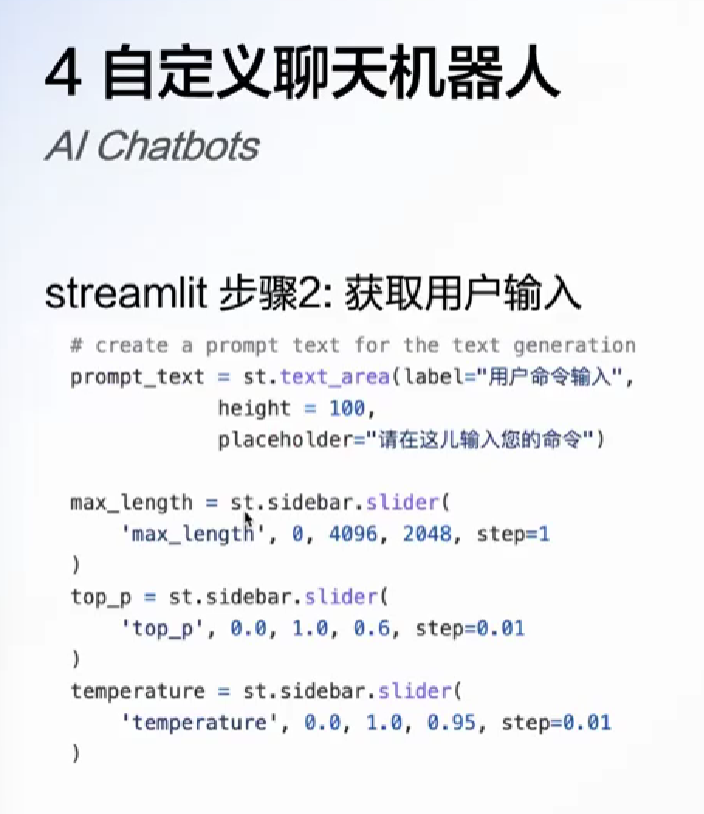 4 自定义聊天机器人
AI Chatbots
streamlit 步骤2: 获取用户输入
# create a prompt text for the text generation
prompt_text = st.text_area(label="用户命令输入",
height = 100,
placeholder="请在这儿输入您的命令")
max_length = st.sidebar.slider(
'max_length', 0, 4096, 2048, step=1
)
top_p = st.sidebar.slider(
'top_p', 0.0, 1.0, 0.6, step=0.01
)
temperature = st.sidebar.slider(
'temperature', 0.0, 1.0, 0.95, step=0.01
)